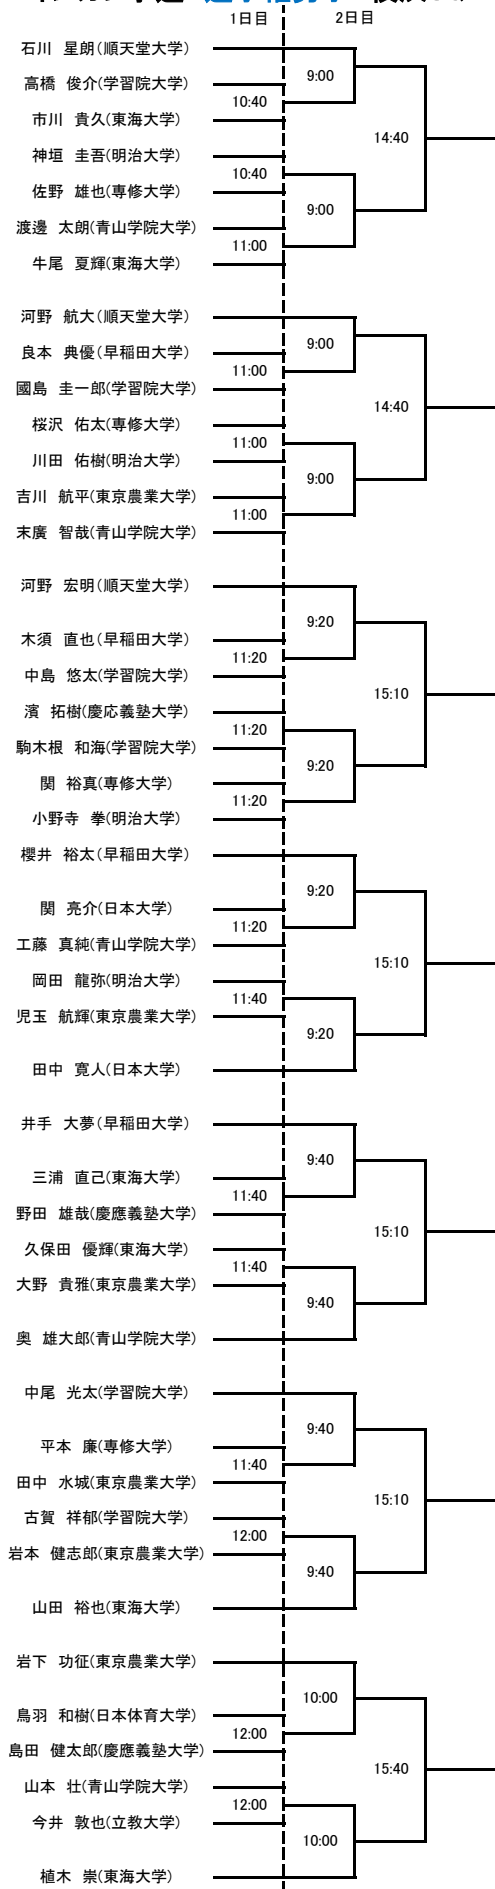 1日目 2日目
石川 星朗(順天堂大学)
9:00
高橋 俊介(学習院大学)
10:40
市川 貴久(東海大学)
14:40
神垣 圭吾(明治大学)
10:40
佐野 雄也(専修大学)
9:00
渡邊 太朗(青山学院大学)
11:00
牛尾 夏輝(東海大学)
河野 航大(順天堂大学)
9:00
良本 典優(早稲田大学)
11:00
國島 圭一郎(学習院大学)
14:40
桜沢 佑太(専修大学)
11:00
川田 佑樹(明治大学)
9:00
吉川 航平(東京農業大学)
11:00
末廣 智哉(青山学院大学)
河野 宏明(順天堂大学)
9:20
木須 直也(早稲田大学)
11:20
中島 悠太(学習院大学)
15:10
濱 拓樹(慶応義塾大学)
11:20
駒木根 和海(学習院大学)
9:20
関 裕真(専修大学)
11:20
小野寺 拳(明治大学)
櫻井 裕太(早稲田大学)
9:20
関 亮介(日本大学)
11:20
工藤 真純(青山学院大学)
15:10
岡田 龍弥(明治大学)
11:40
児玉 航輝(東京農業大学)
9:20
田中 寛人(日本大学)
井手 大夢(早稲田大学)
9:40
三浦 直己(東海大学)
11:40
野田 雄哉(慶應義塾大学)
15:10
久保田 優輝(東海大学)
11:40
大野 貴雅(東京農業大学)
9:40
奥 雄大郎(青山学院大学)
中尾 光太(学習院大学)
9:40
平本 廉(専修大学)
11:40
田中 水城(東京農業大学)
15:10
古賀 祥郁(学習院大学)
12:00
岩本 健志郎(東京農業大学)
9:40
山田 裕也(東海大学)
岩下 功征(東京農業大学)
10:00
鳥羽 和樹(日本体育大学)
12:00
島田 健太郎(慶應義塾大学)
15:40
山本 壮(青山学院大学)
12:00
今井 敦也(立教大学)
10:00
植木 崇(東海大学)